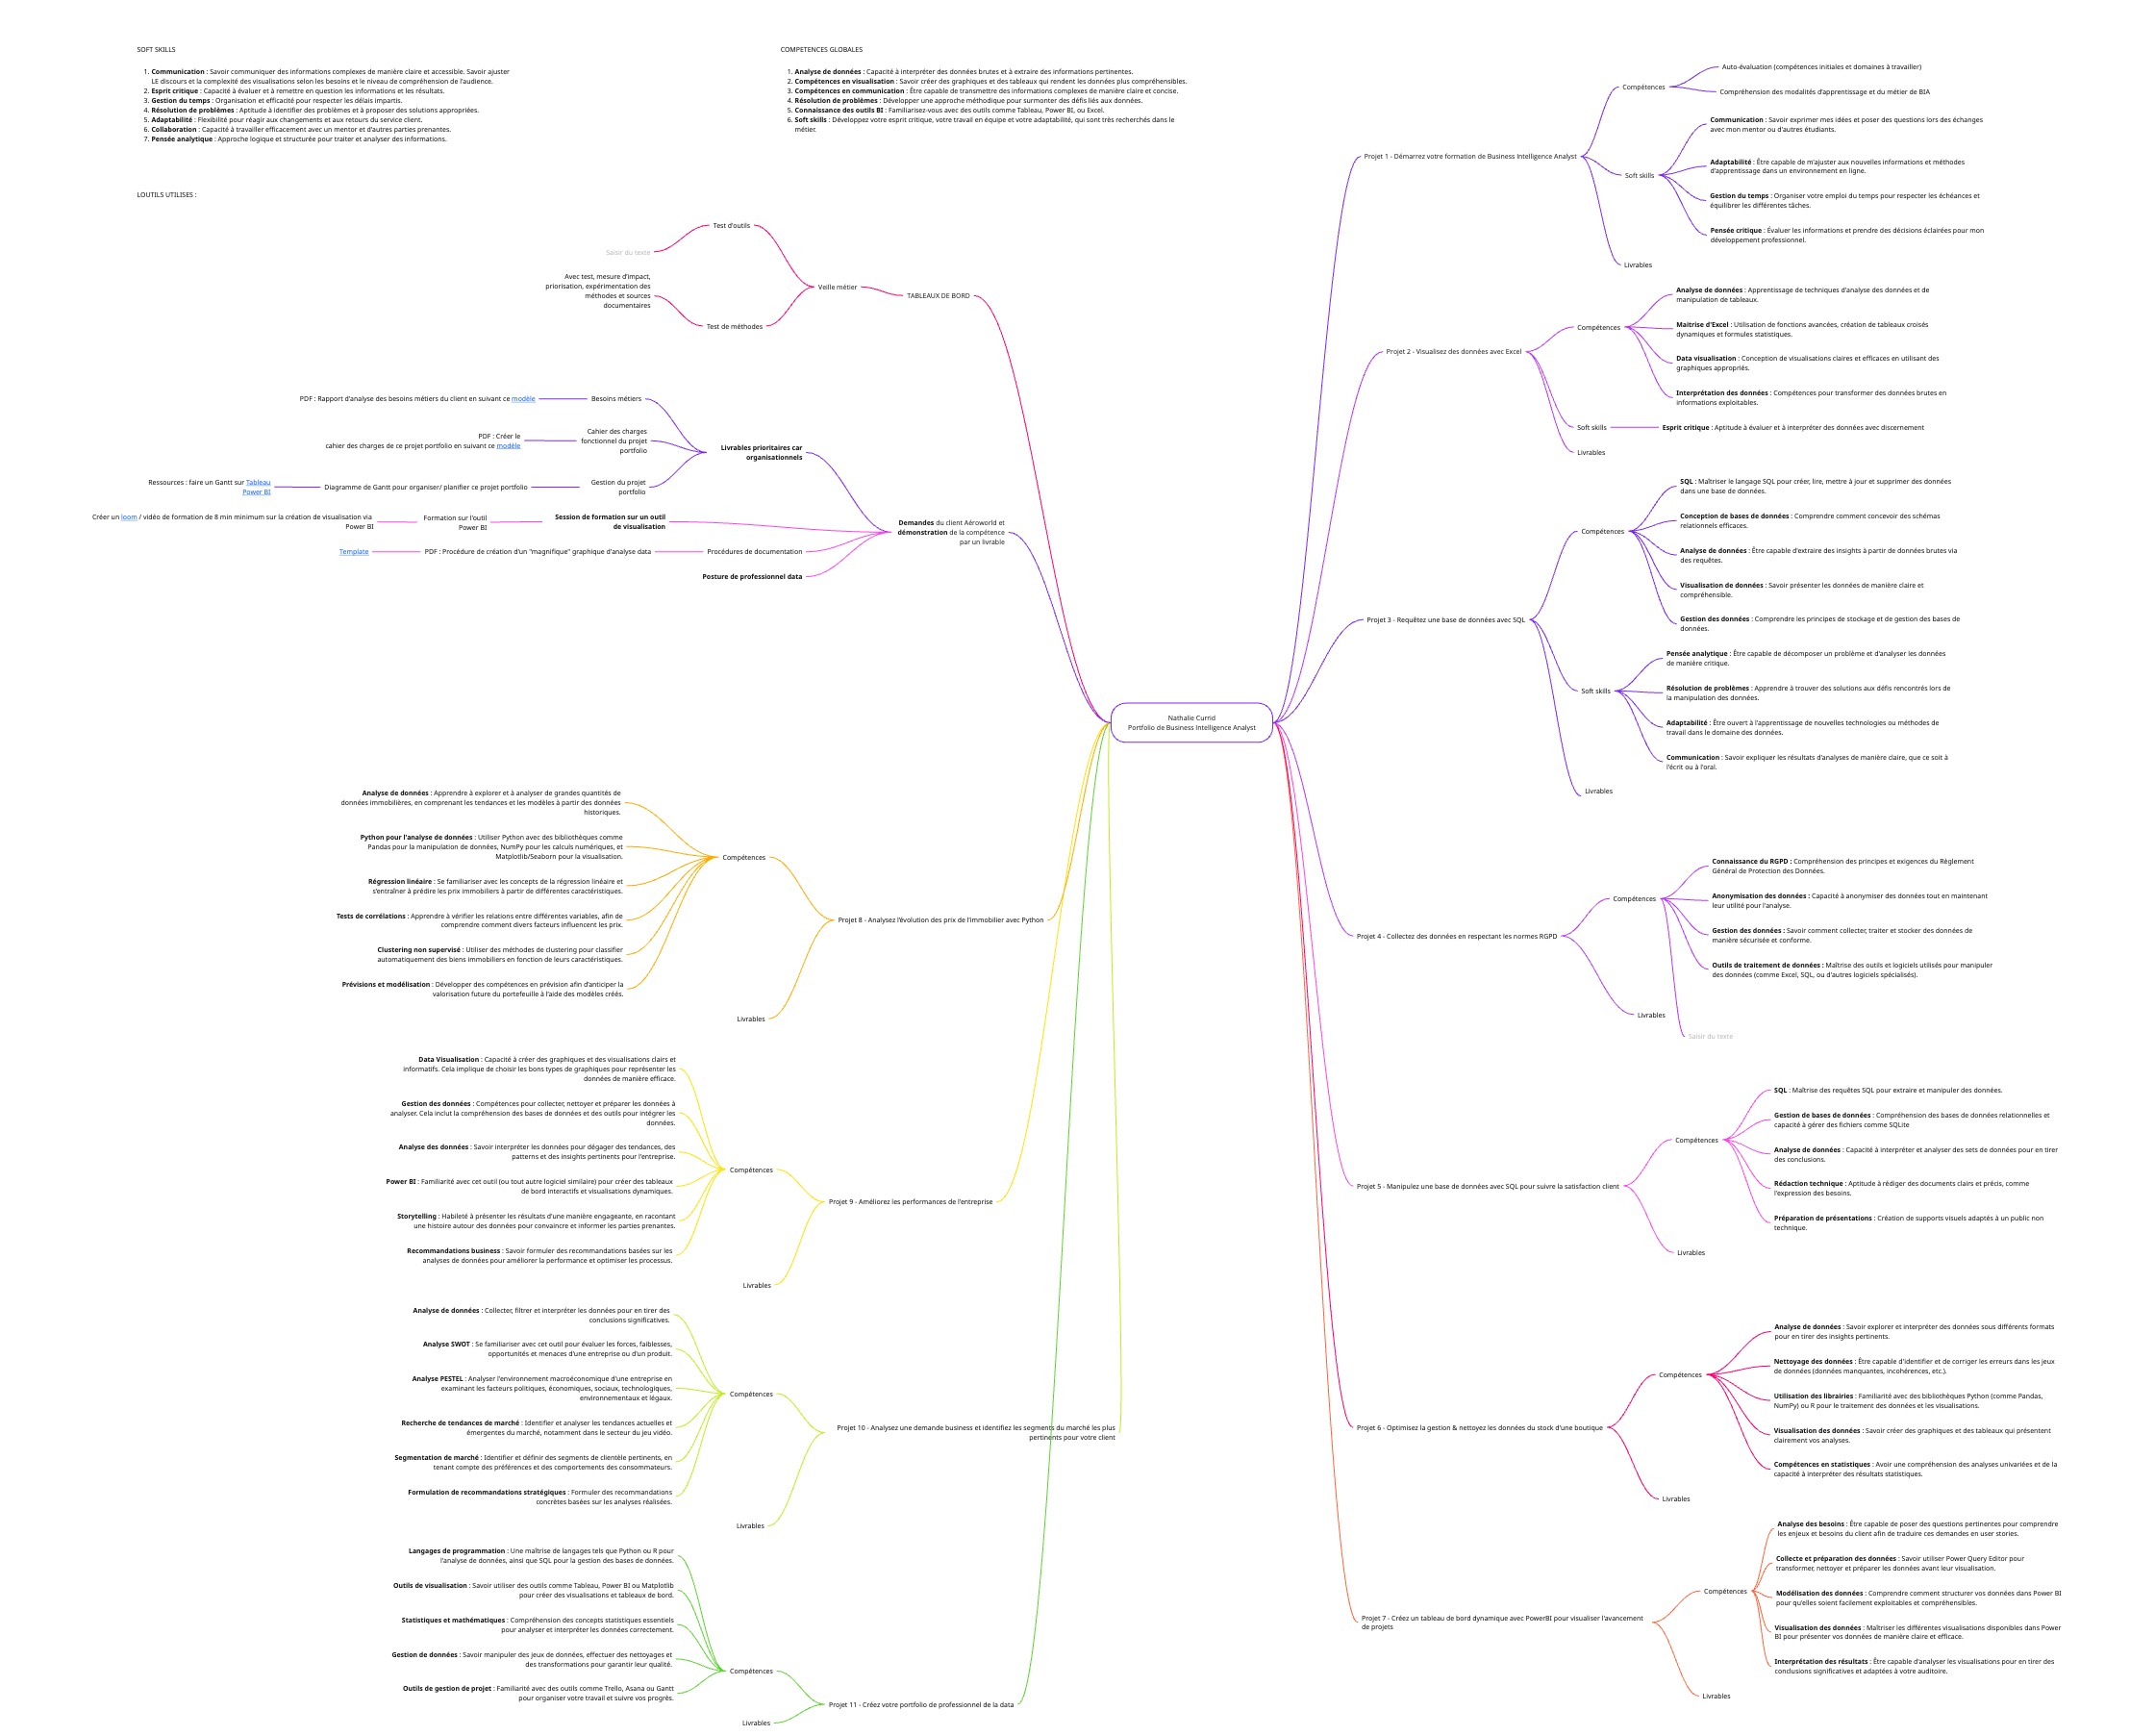 SOFT SKILLS
1. Communication : Savoir communiquer des informations complexes de manière claire et accessible. Savoir ajuster
LE discours et la complexité des visualisations selon les besoins et le niveau de compréhension de l'audience.
2. Esprit critique : Capacité à évaluer et à remettre en question les informations et les résultats.
3. Gestion du temps : Organisation et efficacité pour respecter les délais impartis.
4. Résolution de problèmes : Aptitude à identifier des problèmes et à proposer des solutions appropriées.
5. Adaptabilité : Flexibilité pour réagir aux changements et aux retours du service client.
6. Collaboration : Capacité à travailler efficacement avec un mentor et d'autres parties prenantes.
7. Pensée analytique : Approche logique et structurée pour traiter et analyser des informations.
LOUTILS UTILISES :
COMPETENCES GLOBALES
1. Analyse de données : Capacité à interpréter des données brutes et à extraire des informations pertinentes.
2. Compétences en visualisation : Savoir créer des graphiques et des tableaux qui rendent les données plus compréhensibles.
3. Compétences en communication : Être capable de transmettre des informations complexes de manière claire et concise.
4. Résolution de problèmes : Développer une approche méthodique pour surmonter des défis liés aux données.
5. Connaissance des outils BI : Familiarisez-vous avec des outils comme Tableau, Power BI, ou Excel.
6. Soft skills : Développez votre esprit critique, votre travail en équipe et votre adaptabilité, qui sont très recherchés dans le
métier.
Test d'outils
Saisir du texte
Avec test, mesure d'impact,
priorisation, expérimentation des
méthodes et sources
documentaires
Test de méthodes
Veille métier
TABLEAUX DE BORD
PDF : Rapport d'analyse des besoins métiers du client en suivant ce modèle
Besoins métiers
PDF : Créer le
cahier des charges de ce projet portfolio en suivant ce modèle
Cahier des charges
fonctionnel du projet
portfolio
Livrables prioritaires car
organisationnels
Ressources : faire un Gantt sur Tableau
Power BI
Diagramme de Gantt pour organiser/ planifier ce projet portfolio
Gestion du projet
portfolio
Créer un loom / vidéo de formation de 8 min minimum sur la création de visualisation via
Power BI
Formation sur l'outil
Power BI
Session de formation sur un outil
de visualisation
Demandes du client Aéroworld et
démonstration de la compétence
par un livrable
Template
PDF : Procédure de création d'un "magnifique" graphique d'analyse data
Procédures de documentation
Posture de professionnel data
Nathalie Currid
Portfolio de Business Intelligence Analyst
Projet 1 - Démarrez votre formation de Business Intelligence Analyst
Compétences
Auto-évaluation (compétences initiales et domaines à travailler)
Compréhension des modalités d'apprentissage et du métier de BIA
Soft skills
Communication : Savoir exprimer mes idées et poser des questions lors des échanges
avec mon mentor ou d'autres étudiants.
Adaptabilité : Être capable de m'ajuster aux nouvelles informations et méthodes
d'apprentissage dans un environnement en ligne.
Gestion du temps : Organiser votre emploi du temps pour respecter les échéances et
équilibrer les différentes tâches.
Pensée critique : Évaluer les informations et prendre des décisions éclairées pour mon
développement professionnel.
Livrables
Projet 2 - Visualisez des données avec Excel
Compétences
Analyse de données : Apprentissage de techniques d'analyse des données et de
manipulation de tableaux.
Maitrise d'Excel : Utilisation de fonctions avancées, création de tableaux croisés
dynamiques et formules statistiques.
Data visualisation : Conception de visualisations claires et efficaces en utilisant des
graphiques appropriés.
Interprétation des données : Compétences pour transformer des données brutes en
informations exploitables.
Soft skills
Esprit critique : Aptitude à évaluer et à interpréter des données avec discernement
Livrables
Projet 3 - Requêtez une base de données avec SQL
Compétences
SQL : Maîtriser le langage SQL pour créer, lire, mettre à jour et supprimer des données
dans une base de données.
Conception de bases de données : Comprendre comment concevoir des schémas
relationnels efficaces.
Analyse de données : Être capable d'extraire des insights à partir de données brutes via
des requêtes.
Visualisation de données : Savoir présenter les données de manière claire et
compréhensible.
Gestion des données : Comprendre les principes de stockage et de gestion des bases de
données.
Soft skills
Pensée analytique : Être capable de décomposer un problème et d'analyser les données
de manière critique.
Résolution de problèmes : Apprendre à trouver des solutions aux défis rencontrés lors de
la manipulation des données.
Adaptabilité : Être ouvert à l'apprentissage de nouvelles technologies ou méthodes de
travail dans le domaine des données.
Communication : Savoir expliquer les résultats d'analyses de manière claire, que ce soit à
l'écrit ou à l'oral.
Livrables
Projet 4 - Collectez des données en respectant les normes RGPD
Compétences
Connaissance du RGPD : Compréhension des principes et exigences du Règlement
Général de Protection des Données.
Anonymisation des données : Capacité à anonymiser des données tout en maintenant
leur utilité pour l'analyse.
Gestion des données : Savoir comment collecter, traiter et stocker des données de
manière sécurisée et conforme.
Outils de traitement de données : Maîtrise des outils et logiciels utilisés pour manipuler
des données (comme Excel, SQL, ou d'autres logiciels spécialisés).
Livrables
Saisir du texte
Projet 5 - Manipulez une base de données avec SQL pour suivre la satisfaction client
Compétences
SQL : Maîtrise des requêtes SQL pour extraire et manipuler des données.
Gestion de bases de données : Compréhension des bases de données relationnelles et
capacité à gérer des fichiers comme SQLite
Analyse de données : Capacité à interpréter et analyser des sets de données pour en tirer
des conclusions.
Rédaction technique : Aptitude à rédiger des documents clairs et précis, comme
l'expression des besoins.
Préparation de présentations : Création de supports visuels adaptés à un public non
technique.
Livrables
Projet 6 - Optimisez la gestion & nettoyez les données du stock d'une boutique
Compétences
Analyse de données : Savoir explorer et interpréter des données sous différents formats
pour en tirer des insights pertinents.
Nettoyage des données : Être capable d'identifier et de corriger les erreurs dans les jeux
de données (données manquantes, incohérences, etc.).
Utilisation des librairies : Familiarité avec des bibliothèques Python (comme Pandas,
NumPy) ou R pour le traitement des données et les visualisations.
Visualisation des données : Savoir créer des graphiques et des tableaux qui présentent
clairement vos analyses.
Compétences en statistiques : Avoir une compréhension des analyses univariées et de la
capacité à interpréter des résultats statistiques.
Livrables
Projet 7 - Créez un tableau de bord dynamique avec PowerBI pour visualiser l'avancement
de projets
Compétences
Analyse des besoins : Être capable de poser des questions pertinentes pour comprendre
les enjeux et besoins du client afin de traduire ces demandes en user stories.
Collecte et préparation des données : Savoir utiliser Power Query Editor pour
transformer, nettoyer et préparer les données avant leur visualisation.
Modélisation des données : Comprendre comment structurer vos données dans Power BI
pour qu'elles soient facilement exploitables et compréhensibles.
Visualisation des données : Maîtriser les différentes visualisations disponibles dans Power
BI pour présenter vos données de manière claire et efficace.
Interprétation des résultats : Être capable d'analyser les visualisations pour en tirer des
conclusions significatives et adaptées à votre auditoire.
Livrables
Projet 8 - Analysez l'évolution des prix de l'immobilier avec Python
Compétences
Analyse de données : Apprendre à explorer et à analyser de grandes quantités de
données immobilières, en comprenant les tendances et les modèles à partir des données
historiques.
Python pour l'analyse de données : Utiliser Python avec des bibliothèques comme
Pandas pour la manipulation de données, NumPy pour les calculs numériques, et
Matplotlib/Seaborn pour la visualisation.
Régression linéaire : Se familiariser avec les concepts de la régression linéaire et
s'entraîner à prédire les prix immobiliers à partir de différentes caractéristiques.
Tests de corrélations : Apprendre à vérifier les relations entre différentes variables, afin de
comprendre comment divers facteurs influencent les prix.
Clustering non supervisé : Utiliser des méthodes de clustering pour classifier
automatiquement des biens immobiliers en fonction de leurs caractéristiques.
Prévisions et modélisation : Développer des compétences en prévision afin d'anticiper la
valorisation future du portefeuille à l'aide des modèles créés.
Livrables
Projet 9 - Améliorez les performances de l'entreprise
Compétences
Data Visualisation : Capacité à créer des graphiques et des visualisations clairs et
informatifs. Cela implique de choisir les bons types de graphiques pour représenter les
données de manière efficace.
Gestion des données : Compétences pour collecter, nettoyer et préparer les données à
analyser. Cela inclut la compréhension des bases de données et des outils pour intégrer les
données.
Analyse des données : Savoir interpréter les données pour dégager des tendances, des
patterns et des insights pertinents pour l'entreprise.
Power BI : Familiarité avec cet outil (ou tout autre logiciel similaire) pour créer des tableaux
de bord interactifs et visualisations dynamiques.
Storytelling : Habileté à présenter les résultats d'une manière engageante, en racontant
une histoire autour des données pour convaincre et informer les parties prenantes.
Recommandations business : Savoir formuler des recommandations basées sur les
analyses de données pour améliorer la performance et optimiser les processus.
Livrables
Projet 10 - Analysez une demande business et identifiez les segments du marché les plus
pertinents pour votre client
Compétences
Analyse de données : Collecter, filtrer et interpréter les données pour en tirer des
conclusions significatives.
Analyse SWOT : Se familiariser avec cet outil pour évaluer les forces, faiblesses,
opportunités et menaces d'une entreprise ou d'un produit.
Analyse PESTEL : Analyser l'environnement macroéconomique d'une entreprise en
examinant les facteurs politiques, économiques, sociaux, technologiques,
environnementaux et légaux.
Recherche de tendances de marché : Identifier et analyser les tendances actuelles et
émergentes du marché, notamment dans le secteur du jeu vidéo.
Segmentation de marché : Identifier et définir des segments de clientèle pertinents, en
tenant compte des préférences et des comportements des consommateurs.
Formulation de recommandations stratégiques : Formuler des recommandations
concrètes basées sur les analyses réalisées.
Livrables
Projet 11 - Créez votre portfolio de professionnel de la data
Compétences
Langages de programmation : Une maîtrise de langages tels que Python ou R pour
l'analyse de données, ainsi que SQL pour la gestion des bases de données.
Outils de visualisation : Savoir utiliser des outils comme Tableau, Power BI ou Matplotlib
pour créer des visualisations et tableaux de bord.
Statistiques et mathématiques : Compréhension des concepts statistiques essentiels
pour analyser et interpréter les données correctement.
Gestion de données : Savoir manipuler des jeux de données, effectuer des nettoyages et
des transformations pour garantir leur qualité.
Outils de gestion de projet : Familiarité avec des outils comme Trello, Asana ou Gantt
pour organiser votre travail et suivre vos progrès.
Livrables